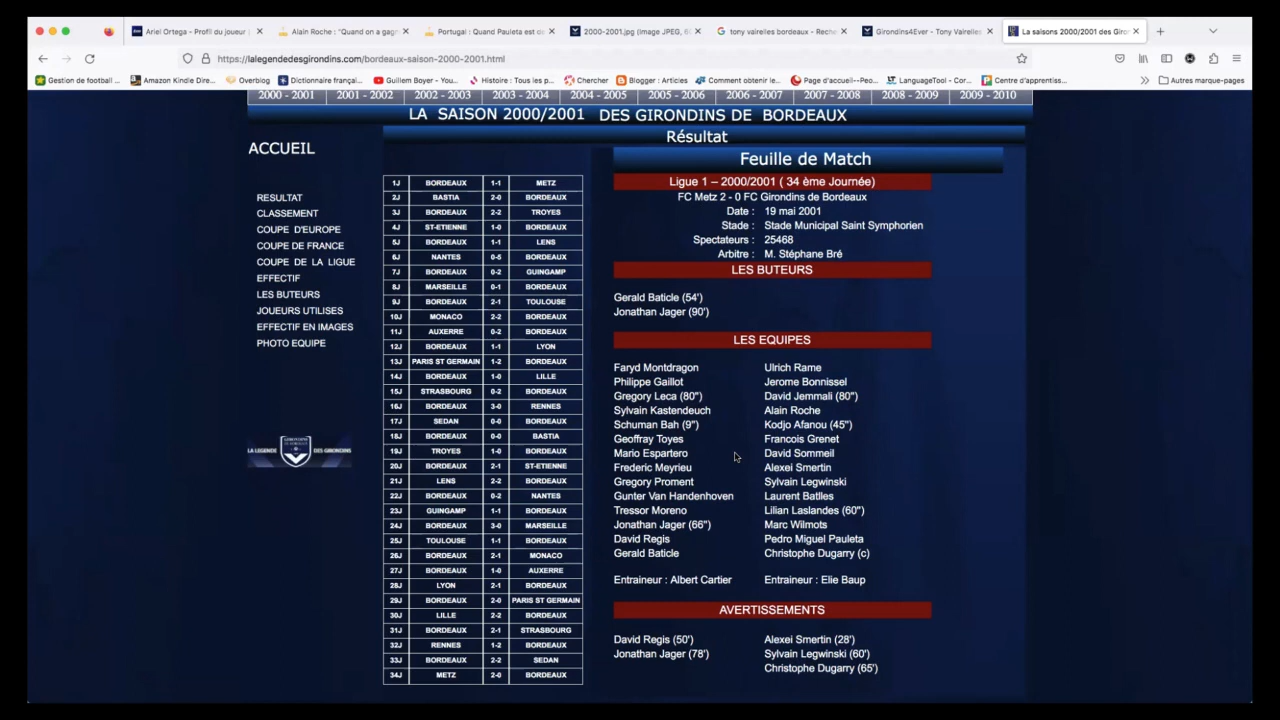 Ariel Ortega - Profil du joueur
Alain Roche : "Quand on a gagn
Portugal : Quand Pauleta est de
2000-2001.jpg (Image JPEG, 6
tony vairelles bordeaux - Reche
Girondins4Ever - Tony Vairelles
La saisons 2000/2001 des Giron
https://lalegendedesgirondins.com/bordeaux-saison-2000-2001.html
Gestion de football ...
Amazon Kindle Dire...
Overblog
Dictionnaire françai...
Guillem Boyer - You...
Histoire : Tous les p...
Chercher
Blogger : Articles
Comment obtenir le...
Page d'accueil--Peo...
LanguageTool - Cor...
Centre d'apprentiss...
Autres marque-pages
2000 - 2001 2001 - 2002 2002 - 2003 2003 - 2004 2004 - 2005 2005 - 2006 2006 - 2007 2007 - 2008 2008 - 2009 2009 - 2010
LA SAISON 2000/2001 DES GIRONDINS DE BORDEAUX
ACCUEIL
RESULTAT
CLASSEMENT
COUPE D'EUROPE
COUPE DE FRANCE
COUPE DE LA LIGUE
EFFECTIF
LES BUTEURS
JOUEURS UTILISES
EFFECTIF EN IMAGES
PHOTO EQUIPE
LA LEGENDE DES GIRONDINS
Résultat
1J BORDEAUX 1-1 METZ
2J BASTIA 2-0 BORDEAUX
3J BORDEAUX 2-2 TROYES
4J ST-ETIENNE 1-0 BORDEAUX
5J BORDEAUX 1-1 LENS
6J NANTES 0-5 BORDEAUX
7J BORDEAUX 0-2 GUINGAMP
8J MARSEILLE 0-1 BORDEAUX
9J BORDEAUX 2-1 TOULOUSE
10J MONACO 2-2 BORDEAUX
11J AUXERRE 0-2 BORDEAUX
12J BORDEAUX 1-1 LYON
13J PARIS ST GERMAIN 1-2 BORDEAUX
14J BORDEAUX 1-0 LILLE
15J STRASBOURG 0-2 BORDEAUX
16J BORDEAUX 3-0 RENNES
17J SEDAN 0-0 BORDEAUX
18J BORDEAUX 0-0 BASTIA
19J TROYES 1-0 BORDEAUX
20J BORDEAUX 2-1 ST-ETIENNE
21J LENS 2-2 BORDEAUX
22J BORDEAUX 0-2 NANTES
23J GUINGAMP 1-1 BORDEAUX
24J BORDEAUX 3-0 MARSEILLE
25J TOULOUSE 1-1 BORDEAUX
26J BORDEAUX 2-1 MONACO
27J BORDEAUX 1-0 AUXERRE
28J LYON 2-1 BORDEAUX
29J BORDEAUX 2-0 PARIS ST GERMAIN
30J LILLE 2-2 BORDEAUX
31J BORDEAUX 2-1 STRASBOURG
32J RENNES 1-2 BORDEAUX
33J BORDEAUX 2-2 SEDAN
34J METZ 2-0 BORDEAUX
Feuille de Match
Ligue 1 – 2000/2001 ( 34 ème Journée)
FC Metz 2 - 0 FC Girondins de Bordeaux
Date : 19 mai 2001
Stade : Stade Municipal Saint Symphorien
Spectateurs : 25468
Arbitre : M. Stéphane Bré
LES BUTEURS
Gerald Baticle (54')
Jonathan Jager (90')
LES EQUIPES
Faryd Montdragon Ulrich Rame
Philippe Gaillot Jerome Bonnissel
Gregory Leca (80") David Jemmali (80")
Sylvain Kastendeuch Alain Roche
Schuman Bah (9") Kodjo Afanou (45")
Geoffray Toyes Francois Grenet
Mario Espartero David Sommeil
Frederic Meyrieu Alexei Smertin
Gregory Proment Sylvain Legwinski
Gunter Van Handenhoven Laurent Batlles
Tressor Moreno Lilian Laslandes (60")
Jonathan Jager (66") Marc Wilmots
David Regis Pedro Miguel Pauleta
Gerald Baticle Christophe Dugarry (c)
Entraineur : Albert Cartier Entraineur : Elie Baup
AVERTISSEMENTS
David Regis (50') Alexei Smertin (28')
Jonathan Jager (78') Sylvain Legwinski (60')
Christophe Dugarry (65')